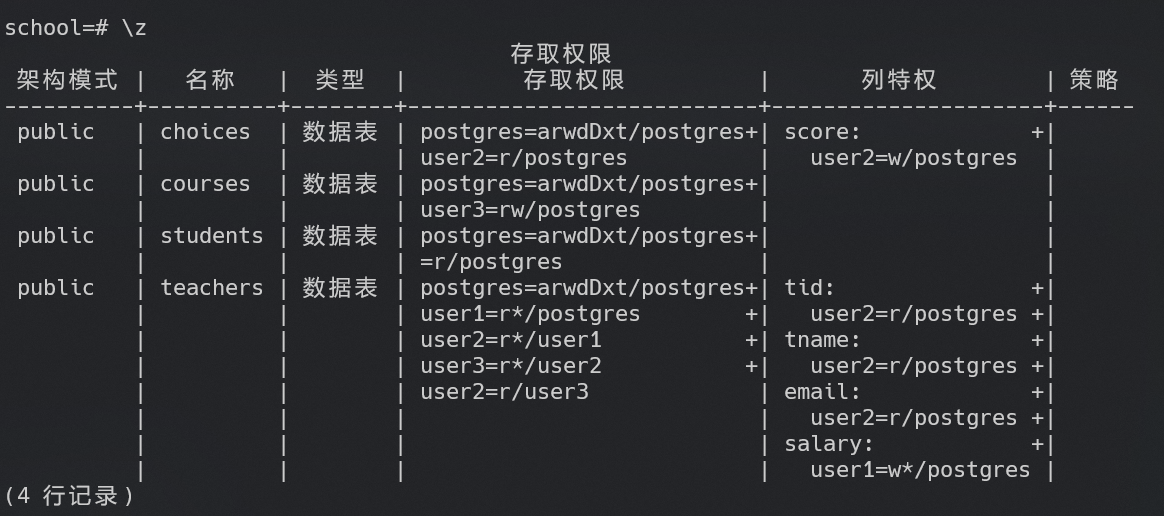 school=# \z
                                       存取权限
 架构模式 |   名称   |  类型  |         存取权限          |       列特权        | 策略
----------+----------+--------+---------------------------+---------------------+------
 public   | choices  | 数据表 | postgres=arwdDxt/postgres+| score:             +|
          |          |        | user2=r/postgres          |   user2=w/postgres  |
 public   | courses  | 数据表 | postgres=arwdDxt/postgres+|                     |
          |          |        | user3=rw/postgres         |                     |
 public   | students | 数据表 | postgres=arwdDxt/postgres+|                     |
          |          |        | =r/postgres               |                     |
 public   | teachers | 数据表 | postgres=arwdDxt/postgres+| tid:               +|
          |          |        | user1=r*/postgres        +|   user2=r/postgres +|
          |          |        | user2=r*/user1           +| tname:             +|
          |          |        | user3=r*/user2           +|   user2=r/postgres +|
          |          |        | user2=r/user3             | email:             +|
          |          |        |                           |   user2=r/postgres +|
          |          |        |                           | salary:            +|
          |          |        |                           |   user1=w*/postgres |
(4 行记录)